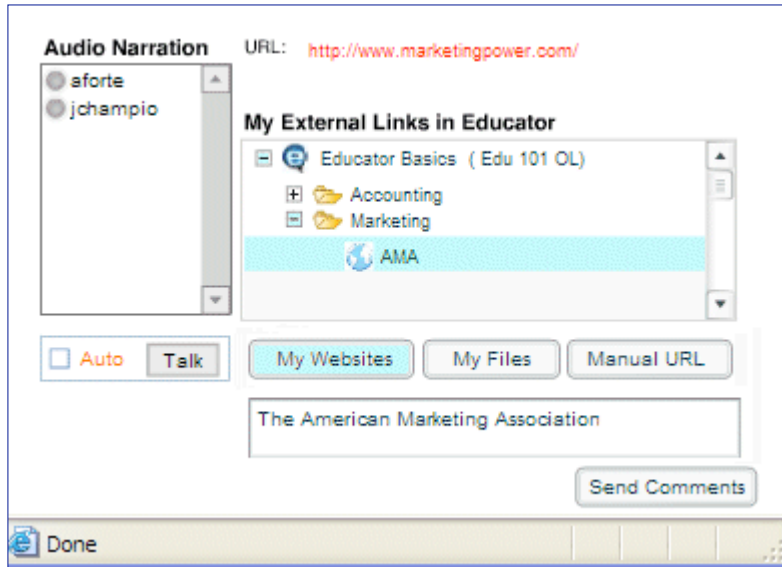 Audio Narration
URL: http://www.marketingpower.com/
aforte
jchampio
My External Links in Educator
Educator Basics ( Edu 101 OL)
Accounting
Marketing
AMA
Auto Talk
My Websites My Files Manual URL
The American Marketing Association
Send Comments
Done